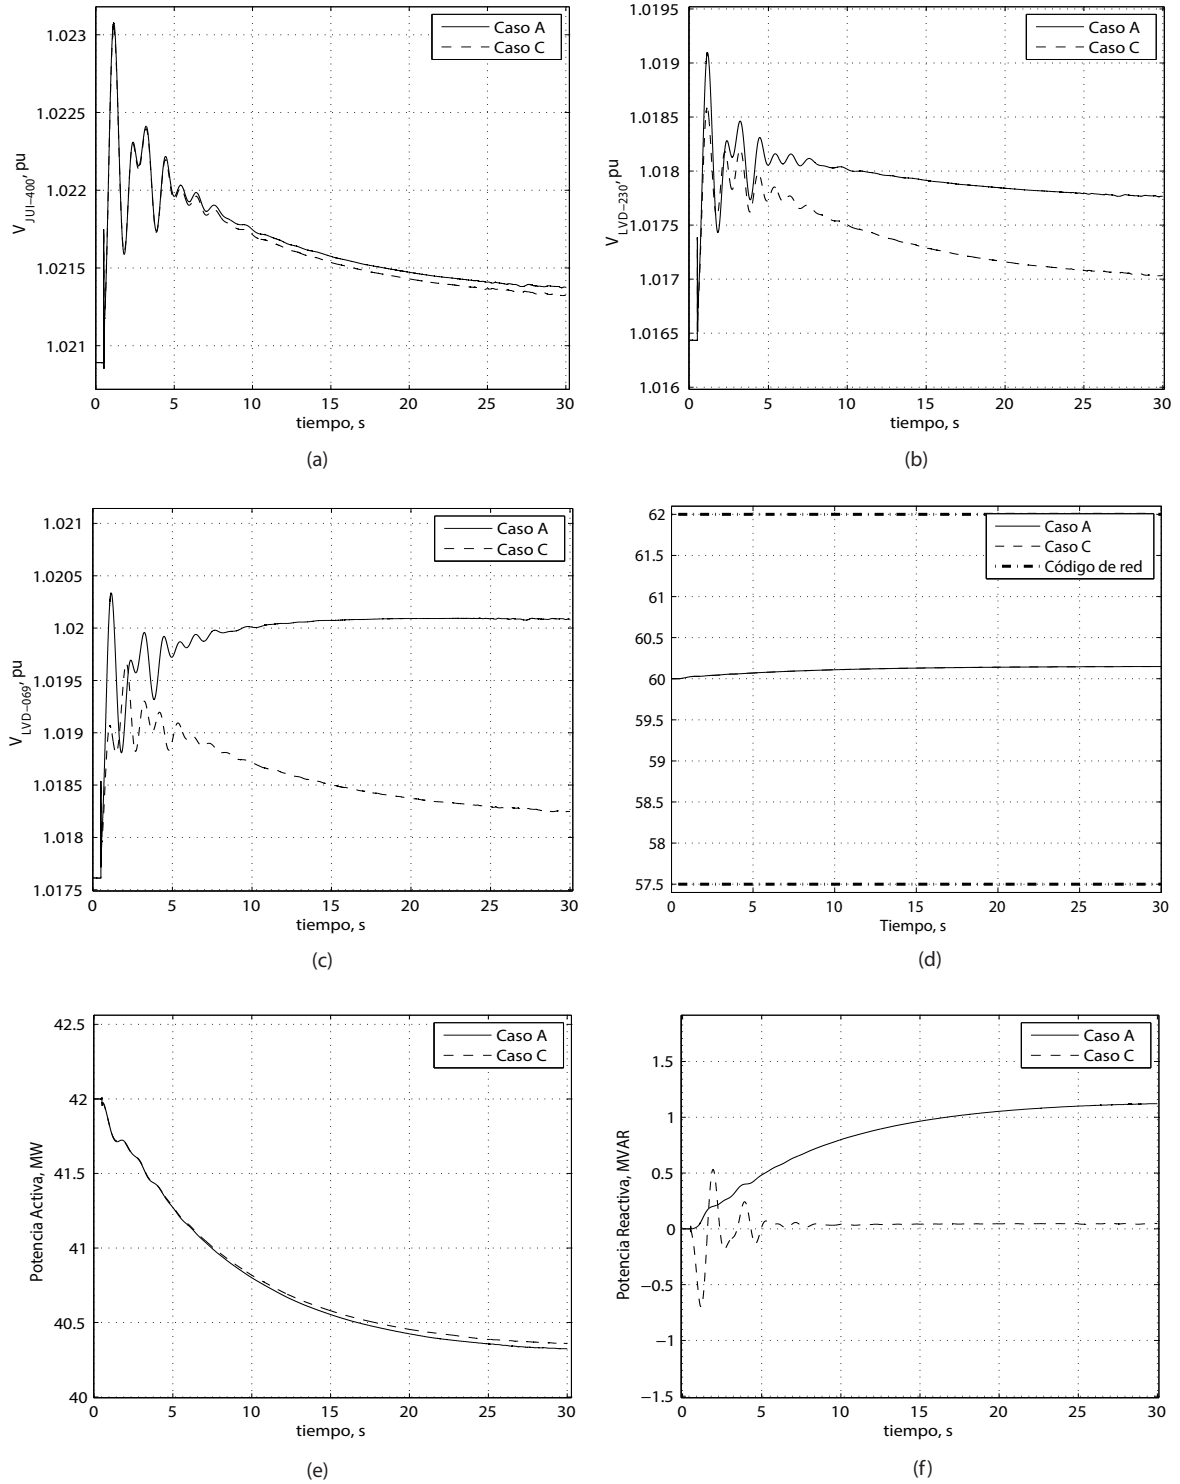 1.023
1.0225
1.022
1.0215
1.021
V JUI−400, pu
Caso A
Caso C
0 5 10 15 20 25 30
tiempo, s
(a)
1.0195
1.019
1.0185
1.018
1.0175
1.017
1.0165
1.016
V LVD−230, pu
Caso A
Caso C
0 5 10 15 20 25 30
tiempo, s
(b)
1.021
1.0205
1.02
1.0195
1.019
1.0185
1.018
1.0175
V LVD−069, pu
Caso A
Caso C
0 5 10 15 20 25 30
tiempo, s
(c)
62
61.5
61
60.5
60
59.5
59
58.5
58
57.5
Caso A
Caso C
Código de red
0 5 10 15 20 25 30
Tiempo, s
(d)
42.5
42
41.5
41
40.5
40
Potencia Activa, MW
Caso A
Caso C
0 5 10 15 20 25 30
tiempo, s
(e)
1.5
1
0.5
0
−0.5
−1
−1.5
Potencia Reactiva, MVAR
Caso A
Caso C
0 5 10 15 20 25 30
tiempo, s
(f)